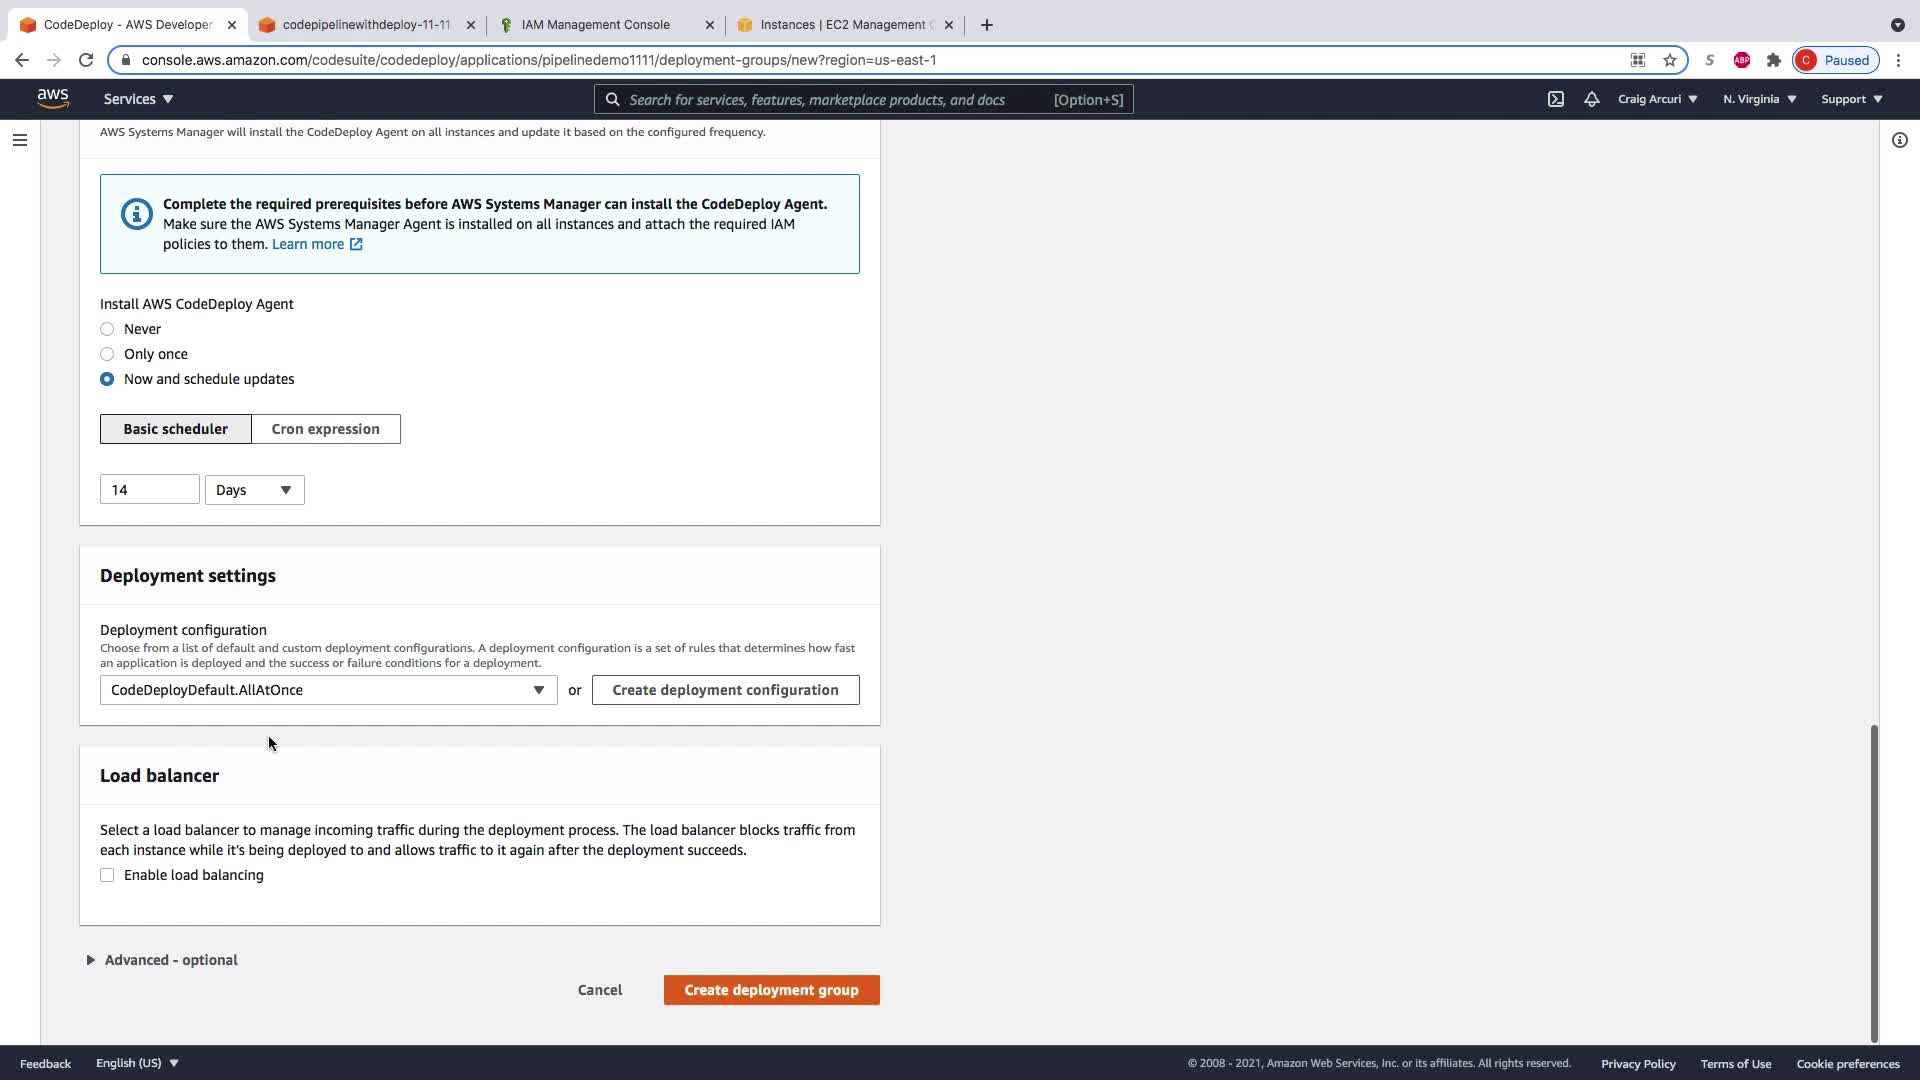 CodeDeploy - AWS Developer
codepipelinewithdeploy-11-11
IAM Management Console
Instances | EC2 Management C
console.aws.amazon.com/codesuite/codedeploy/applications/pipelinedemo1111/deployment-groups/new?region=us-east-1
S
ABP
C
Paused
aws
Services
Search for services, features, marketplace products, and docs
[Option+S]
Craig Arcuri
N. Virginia
Support
AWS Systems Manager will install the CodeDeploy Agent on all instances and update it based on the configured frequency.
Complete the required prerequisites before AWS Systems Manager can install the CodeDeploy Agent.
Make sure the AWS Systems Manager Agent is installed on all instances and attach the required IAM
policies to them. Learn more
Install AWS CodeDeploy Agent
Never
Only once
Now and schedule updates
Basic scheduler
Cron expression
14
Days
Deployment settings
Deployment configuration
Choose from a list of default and custom deployment configurations. A deployment configuration is a set of rules that determines how fast
an application is deployed and the success or failure conditions for a deployment.
CodeDeployDefault.AllAtOnce
or
Create deployment configuration
Load balancer
Select a load balancer to manage incoming traffic during the deployment process. The load balancer blocks traffic from
each instance while it's being deployed to and allows traffic to it again after the deployment succeeds.
Enable load balancing
Advanced - optional
Cancel
Create deployment group
Feedback
English (US)
© 2008 - 2021, Amazon Web Services, Inc. or its affiliates. All rights reserved.
Privacy Policy
Terms of Use
Cookie preferences